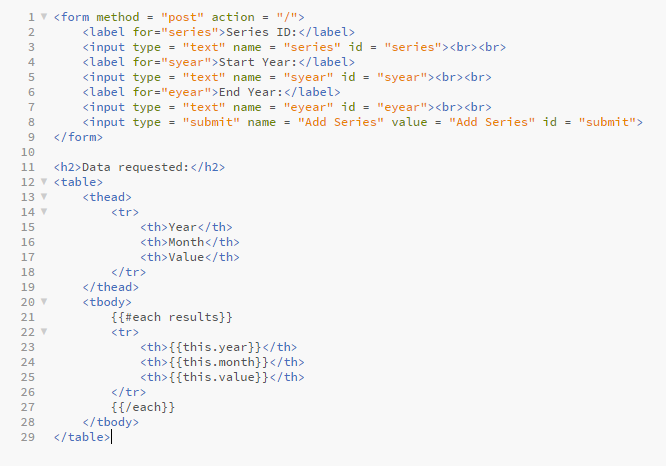 1 <form method = "post" action = "/">
2     <label for="series">Series ID:</label>
3     <input type = "text" name = "series" id = "series"><br><br>
4     <label for="syear">Start Year:</label>
5     <input type = "text" name = "syear" id = "syear"><br><br>
6     <label for="eyear">End Year:</label>
7     <input type = "text" name = "eyear" id = "eyear"><br><br>
8     <input type = "submit" name = "Add Series" value = "Add Series" id = "submit">
9 </form>
10
11 <h2>Data requested:</h2>
12 <table>
13     <thead>
14         <tr>
15             <th>Year</th>
16             <th>Month</th>
17             <th>Value</th>
18         </tr>
19     </thead>
20     <tbody>
21         {{#each results}}
22         <tr>
23             <th>{{this.year}}</th>
24             <th>{{this.month}}</th>
25             <th>{{this.value}}</th>
26         </tr>
27         {{/each}}
28     </tbody>
29 </table>